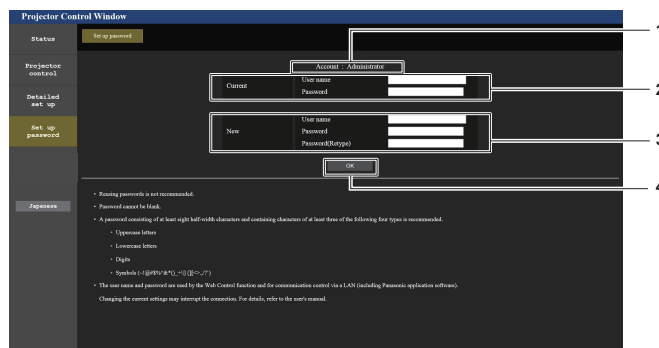 Projector Control Window
Status
Projector
control
Detailed
set up
Set up
password
Japanese
Set up password
Account : Administrator
Current
User name
Password
New
User name
Password
Password(Retype)
OK
1
2
3
4
• Reusing passwords is not recommended.
• Password cannot be blank.
• A password consisting of at least eight half-width characters and containing characters of at least three of the following four types is recommended.
• Uppercase letters
• Lowercase letters
• Digits
• Symbols
• The user name and password are used by the Web Control function and for communication control via a LAN (including Panasonic application software).
Changing the current settings may interrupt the connection. For details, refer to the user's manual.